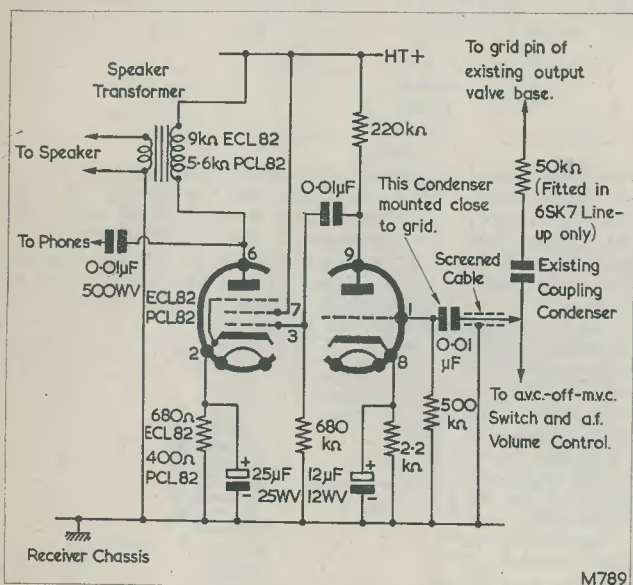 To grid pin of
existing output
valve base.
HT+
Speaker
Transformer
9kΩ ECL82
5·6kΩ PCL82
To Speaker
220kΩ
50kΩ
(Fitted in
6SK7 Line-
up only)
0·01µF
This Condenser
mounted close
to grid.
To Phones
0·01µF
500WV
6
9
Screened
Cable
Existing
Coupling
Condenser
ECL82
PCL82
7
3
1
2
8
0·01
µF
To a.v.c.-off-m.v.c.
Switch and a.f.
Volume Control.
680Ω
ECL82
400Ω
PCL82
25µF
25WV
680
kΩ
12µF
12WV
2·2
kΩ
500
kΩ
Receiver Chassis
M789